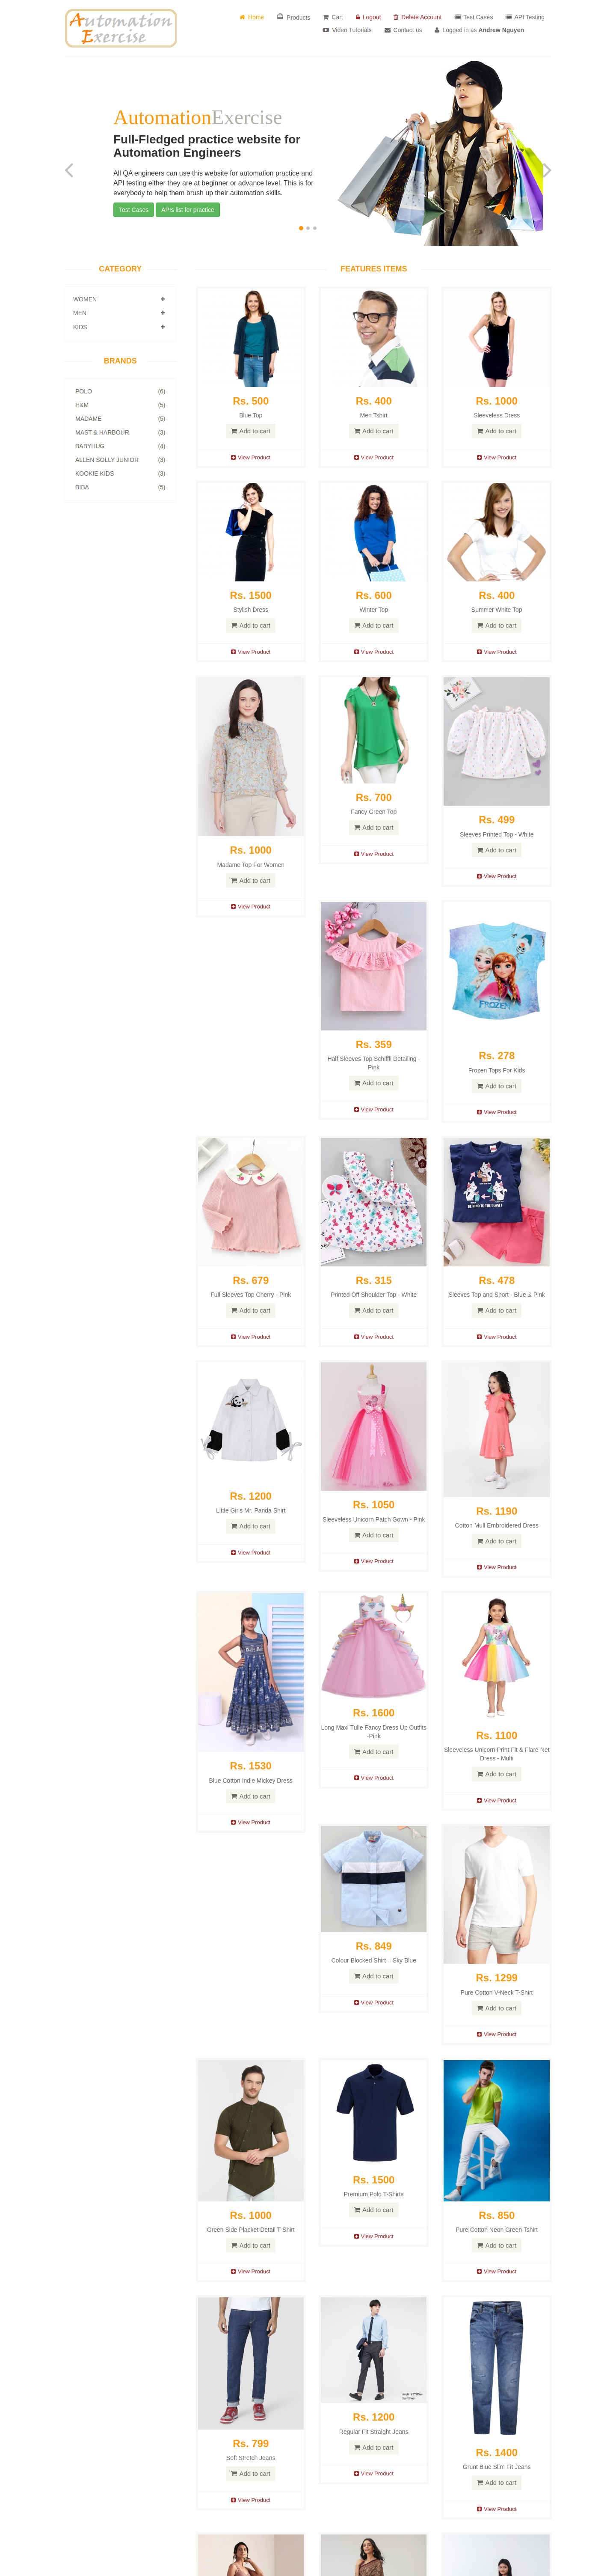 Automation
Exercise
Home
Products
Cart
Logout
Delete Account
Test Cases
API Testing
Video Tutorials
Contact us
Logged in as Andrew Nguyen
AutomationExercise
Full-Fledged practice website for
Automation Engineers
All QA engineers can use this website for automation practice and
API testing either they are at beginner or advance level. This is for
everybody to help them brush up their automation skills.
Test Cases
APIs list for practice
CATEGORY
WOMEN
MEN
KIDS
BRANDS
POLO (6)
H&M (5)
MADAME (5)
MAST & HARBOUR (3)
BABYHUG (4)
ALLEN SOLLY JUNIOR (3)
KOOKIE KIDS (3)
BIBA (5)
FEATURES ITEMS
Rs. 500
Blue Top
Add to cart
View Product
Rs. 400
Men Tshirt
Add to cart
View Product
Rs. 1000
Sleeveless Dress
Add to cart
View Product
Rs. 1500
Stylish Dress
Add to cart
View Product
Rs. 600
Winter Top
Add to cart
View Product
Rs. 400
Summer White Top
Add to cart
View Product
Rs. 1000
Madame Top For Women
Add to cart
View Product
Rs. 700
Fancy Green Top
Add to cart
View Product
Rs. 499
Sleeves Printed Top - White
Add to cart
View Product
Rs. 359
Half Sleeves Top Schiffli Detailing -
Pink
Add to cart
View Product
FROZEN
Rs. 278
Frozen Tops For Kids
Add to cart
View Product
Rs. 679
Full Sleeves Top Cherry - Pink
Add to cart
View Product
Rs. 315
Printed Off Shoulder Top - White
Add to cart
View Product
Rs. 478
Sleeves Top and Short - Blue & Pink
Add to cart
View Product
Rs. 1200
Little Girls Mr. Panda Shirt
Add to cart
View Product
Rs. 1050
Sleeveless Unicorn Patch Gown - Pink
Add to cart
View Product
Rs. 1190
Cotton Mull Embroidered Dress
Add to cart
View Product
Rs. 1530
Blue Cotton Indie Mickey Dress
Add to cart
View Product
Rs. 1600
Long Maxi Tulle Fancy Dress Up Outfits
-Pink
Add to cart
View Product
Rs. 1100
Sleeveless Unicorn Print Fit & Flare Net
Dress - Multi
Add to cart
View Product
Rs. 849
Colour Blocked Shirt – Sky Blue
Add to cart
View Product
Rs. 1299
Pure Cotton V-Neck T-Shirt
Add to cart
View Product
Rs. 1000
Green Side Placket Detail T-Shirt
Add to cart
View Product
Rs. 1500
Premium Polo T-Shirts
Add to cart
View Product
Rs. 850
Pure Cotton Neon Green Tshirt
Add to cart
View Product
Rs. 799
Soft Stretch Jeans
Add to cart
View Product
Rs. 1200
Regular Fit Straight Jeans
Add to cart
View Product
Rs. 1400
Grunt Blue Slim Fit Jeans
Add to cart
View Product